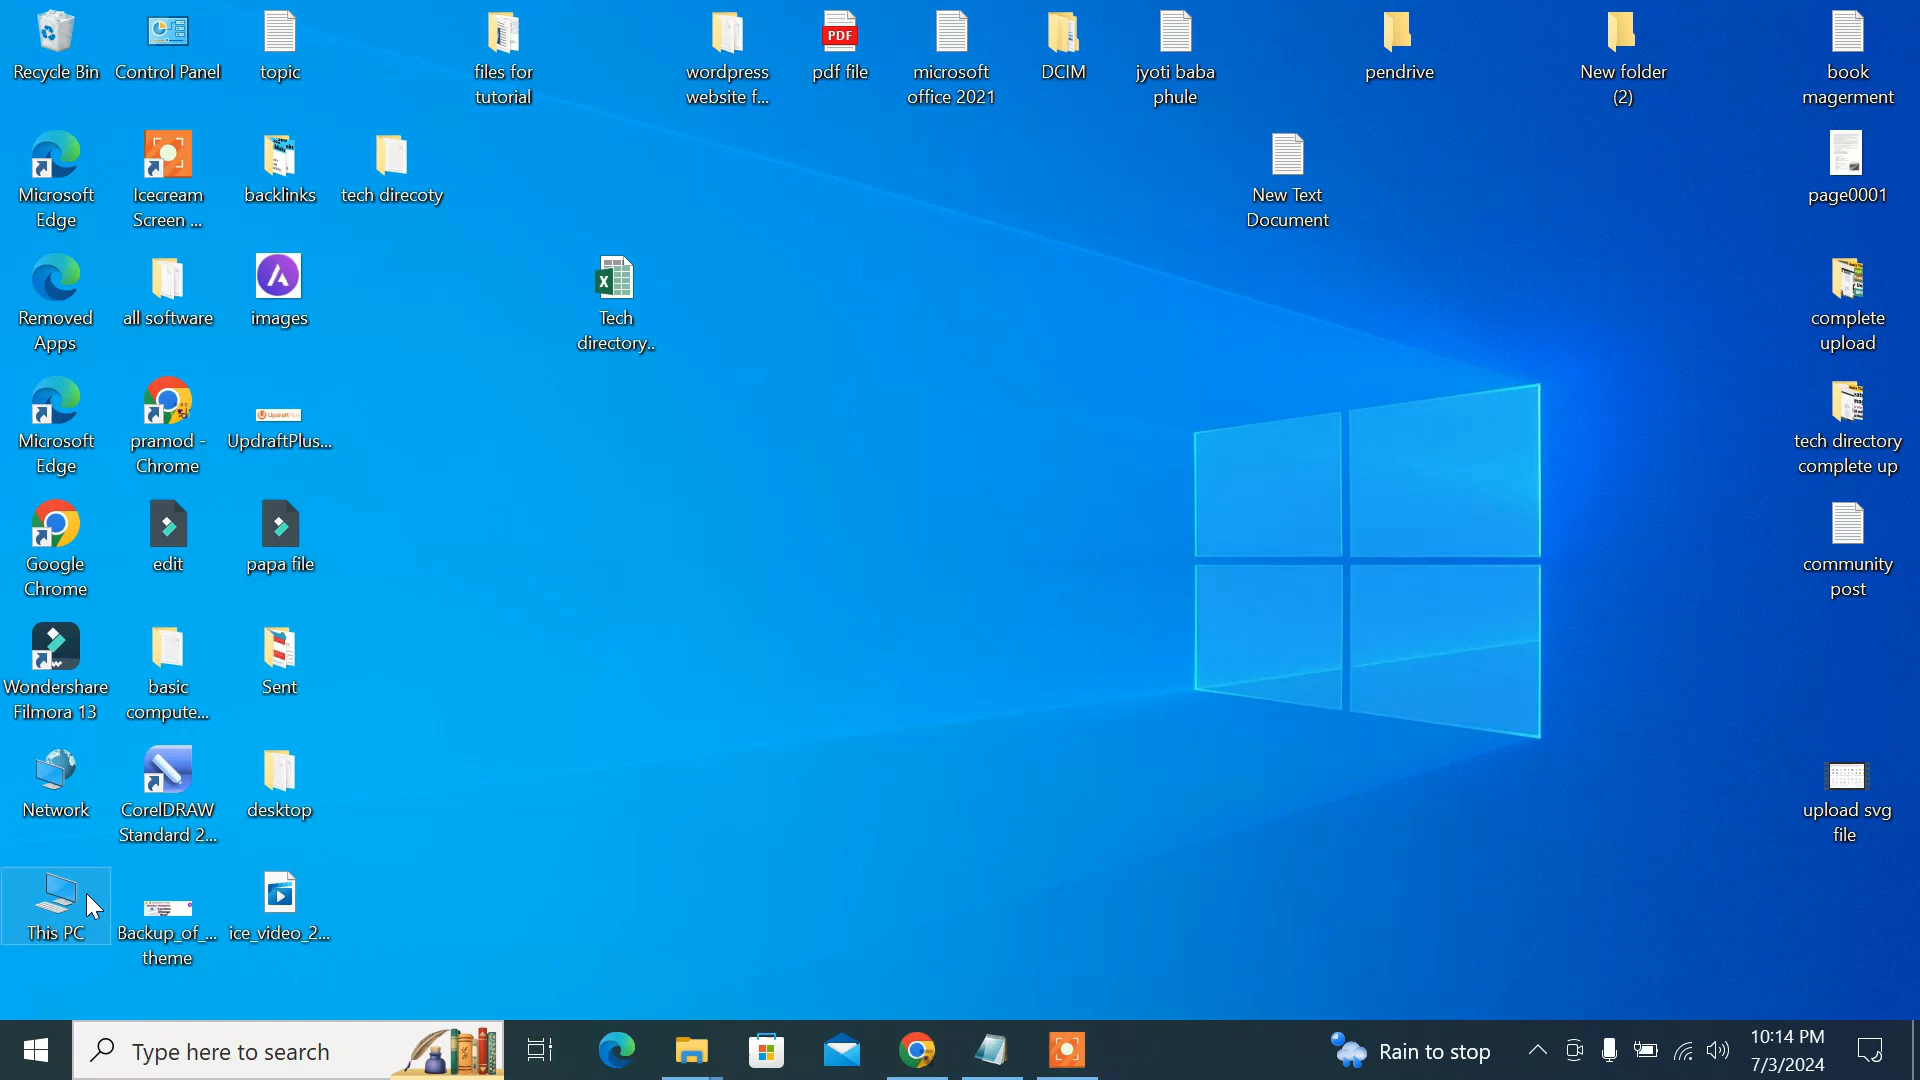 Recycle Bin
Control Panel
topic
files for
tutorial
wordpress
website f...
PDF
pdf file
microsoft
office 2021
DCIM
jyoti baba
phule
pendrive
New folder
(2)
book
magerment
Microsoft
Edge
Icecream
Screen ...
backlinks
tech direcoty
New Text
Document
page0001
Removed
Apps
all software
images
Tech
directory..
complete
upload
Microsoft
Edge
pramod -
Chrome
UpdraftPlus
UpdraftPlus...
tech directory
complete up
Google
Chrome
edit
papa file
community
post
Wondershare
Filmora 13
basic
compute...
Sent
Network
CorelDRAW
Standard 2...
desktop
upload svg
file
This PC
Backup_of_...
theme
ice_video_2...
Type here to search
Rain to stop
10:14 PM
7/3/2024